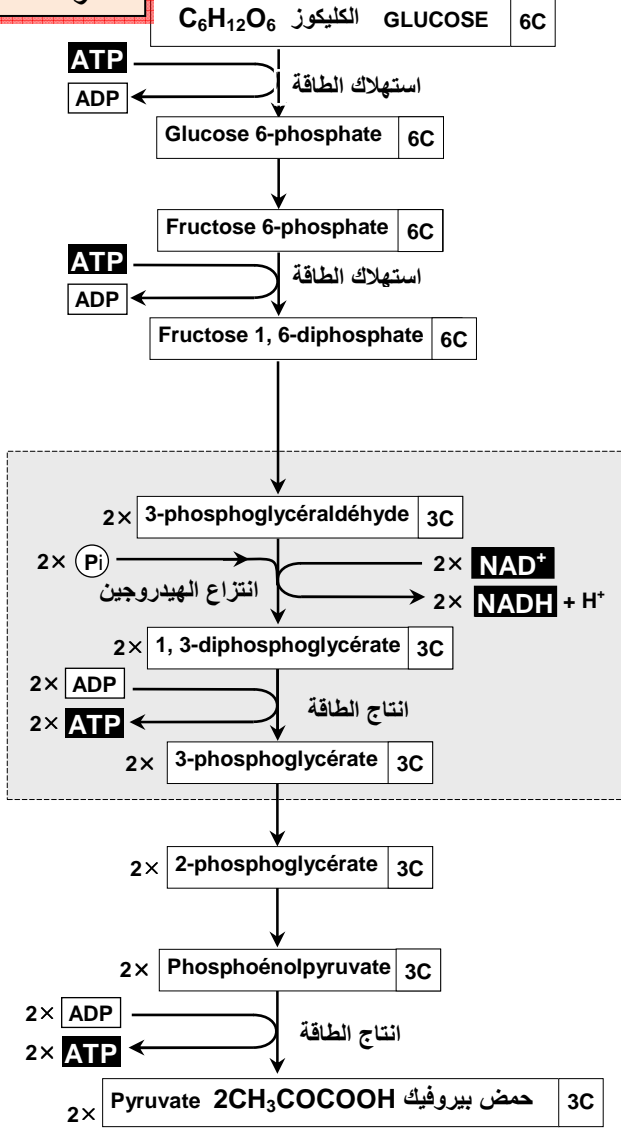 C6H12O6 الكليكوز GLUCOSE 6C
ATP
ADP
استهلاك الطاقة
Glucose 6-phosphate 6C
Fructose 6-phosphate 6C
ATP
ADP
استهلاك الطاقة
Fructose 1, 6-diphosphate 6C
2× 3-phosphoglycéraldéhyde 3C
2× Pi
انتزاع الهيدروجين
2× NAD+
2× NADH + H+
2× 1, 3-diphosphoglycérate 3C
2× ADP
2× ATP
انتاج الطاقة
2× 3-phosphoglycérate 3C
2× 2-phosphoglycérate 3C
2× Phosphoénolpyruvate 3C
2× ADP
2× ATP
انتاج الطاقة
2× Pyruvate 2CH3COCOOH حمض بيروفيك 3C